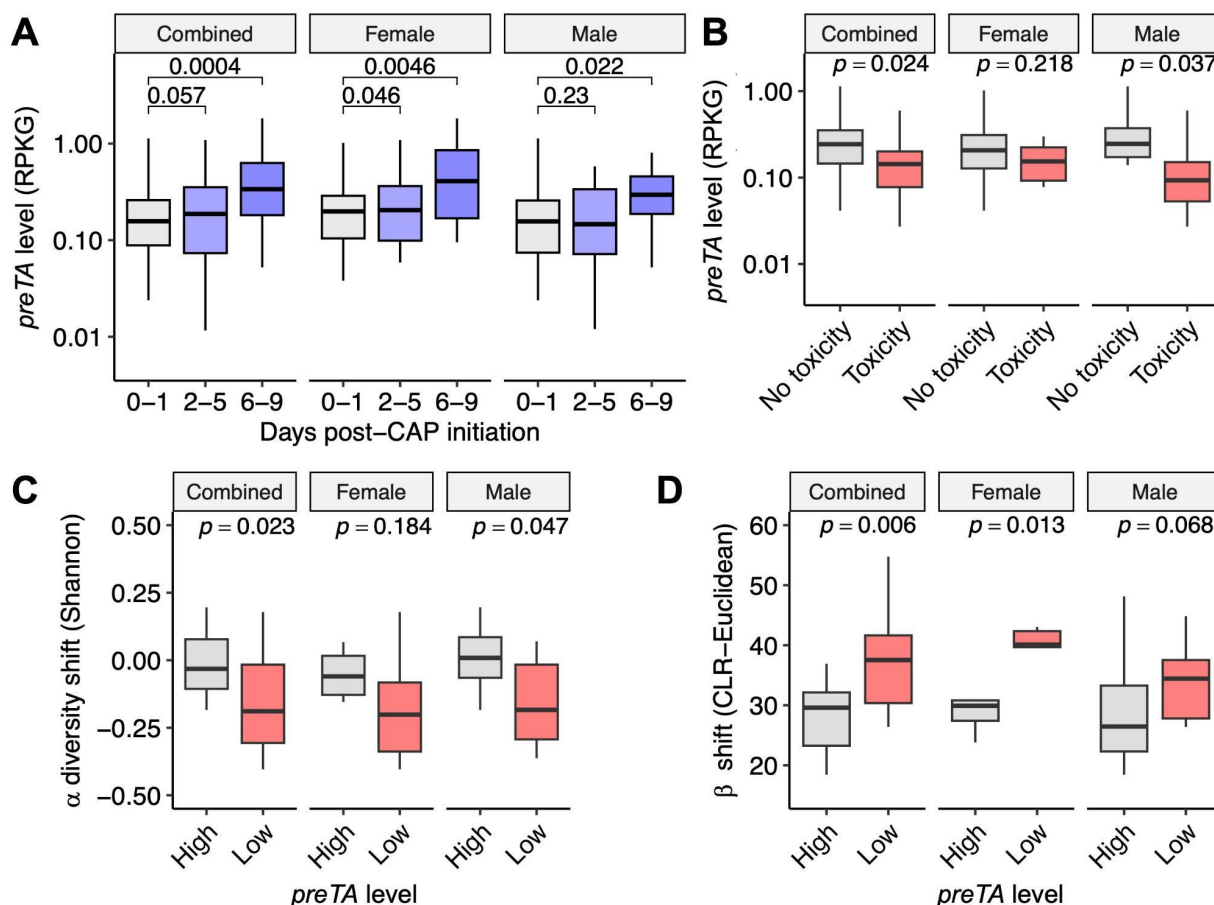 A
Combined Female Male
0.0004 0.0046 0.022
0.057 0.046 0.23
preTA level (RPKG)
1.00
0.10
0.01
0–1 2–5 6–9 0–1 2–5 6–9 0–1 2–5 6–9
Days post–CAP initiation
B
Combined Female Male
p = 0.024 p = 0.218 p = 0.037
preTA level (RPKG)
1.00
0.10
0.01
No toxicity Toxicity No toxicity Toxicity No toxicity Toxicity
C
Combined Female Male
p = 0.023 p = 0.184 p = 0.047
α diversity shift (Shannon)
0.50
0.25
0.00
−0.25
−0.50
High Low High Low High Low
preTA level
D
Combined Female Male
p = 0.006 p = 0.013 p = 0.068
β shift (CLR–Euclidean)
60
50
40
30
20
High Low High Low High Low
preTA level